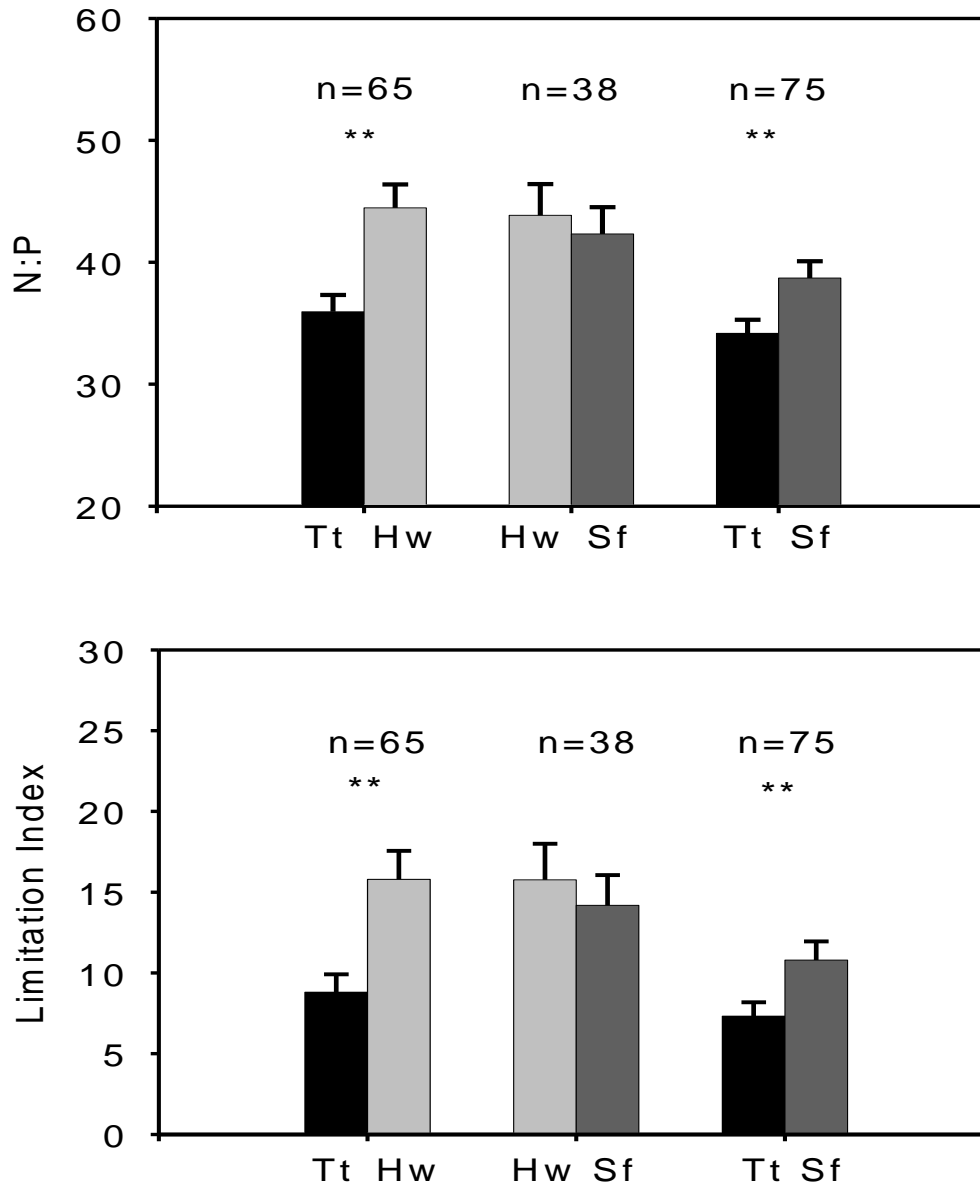 60
n=65 n=38 n=75
** **
50
40
N:P
30
20
Tt Hw Hw Sf Tt Sf
30
25
n=65 n=38 n=75
** **
20
Limitation Index
15
10
5
0
Tt Hw Hw Sf Tt Sf